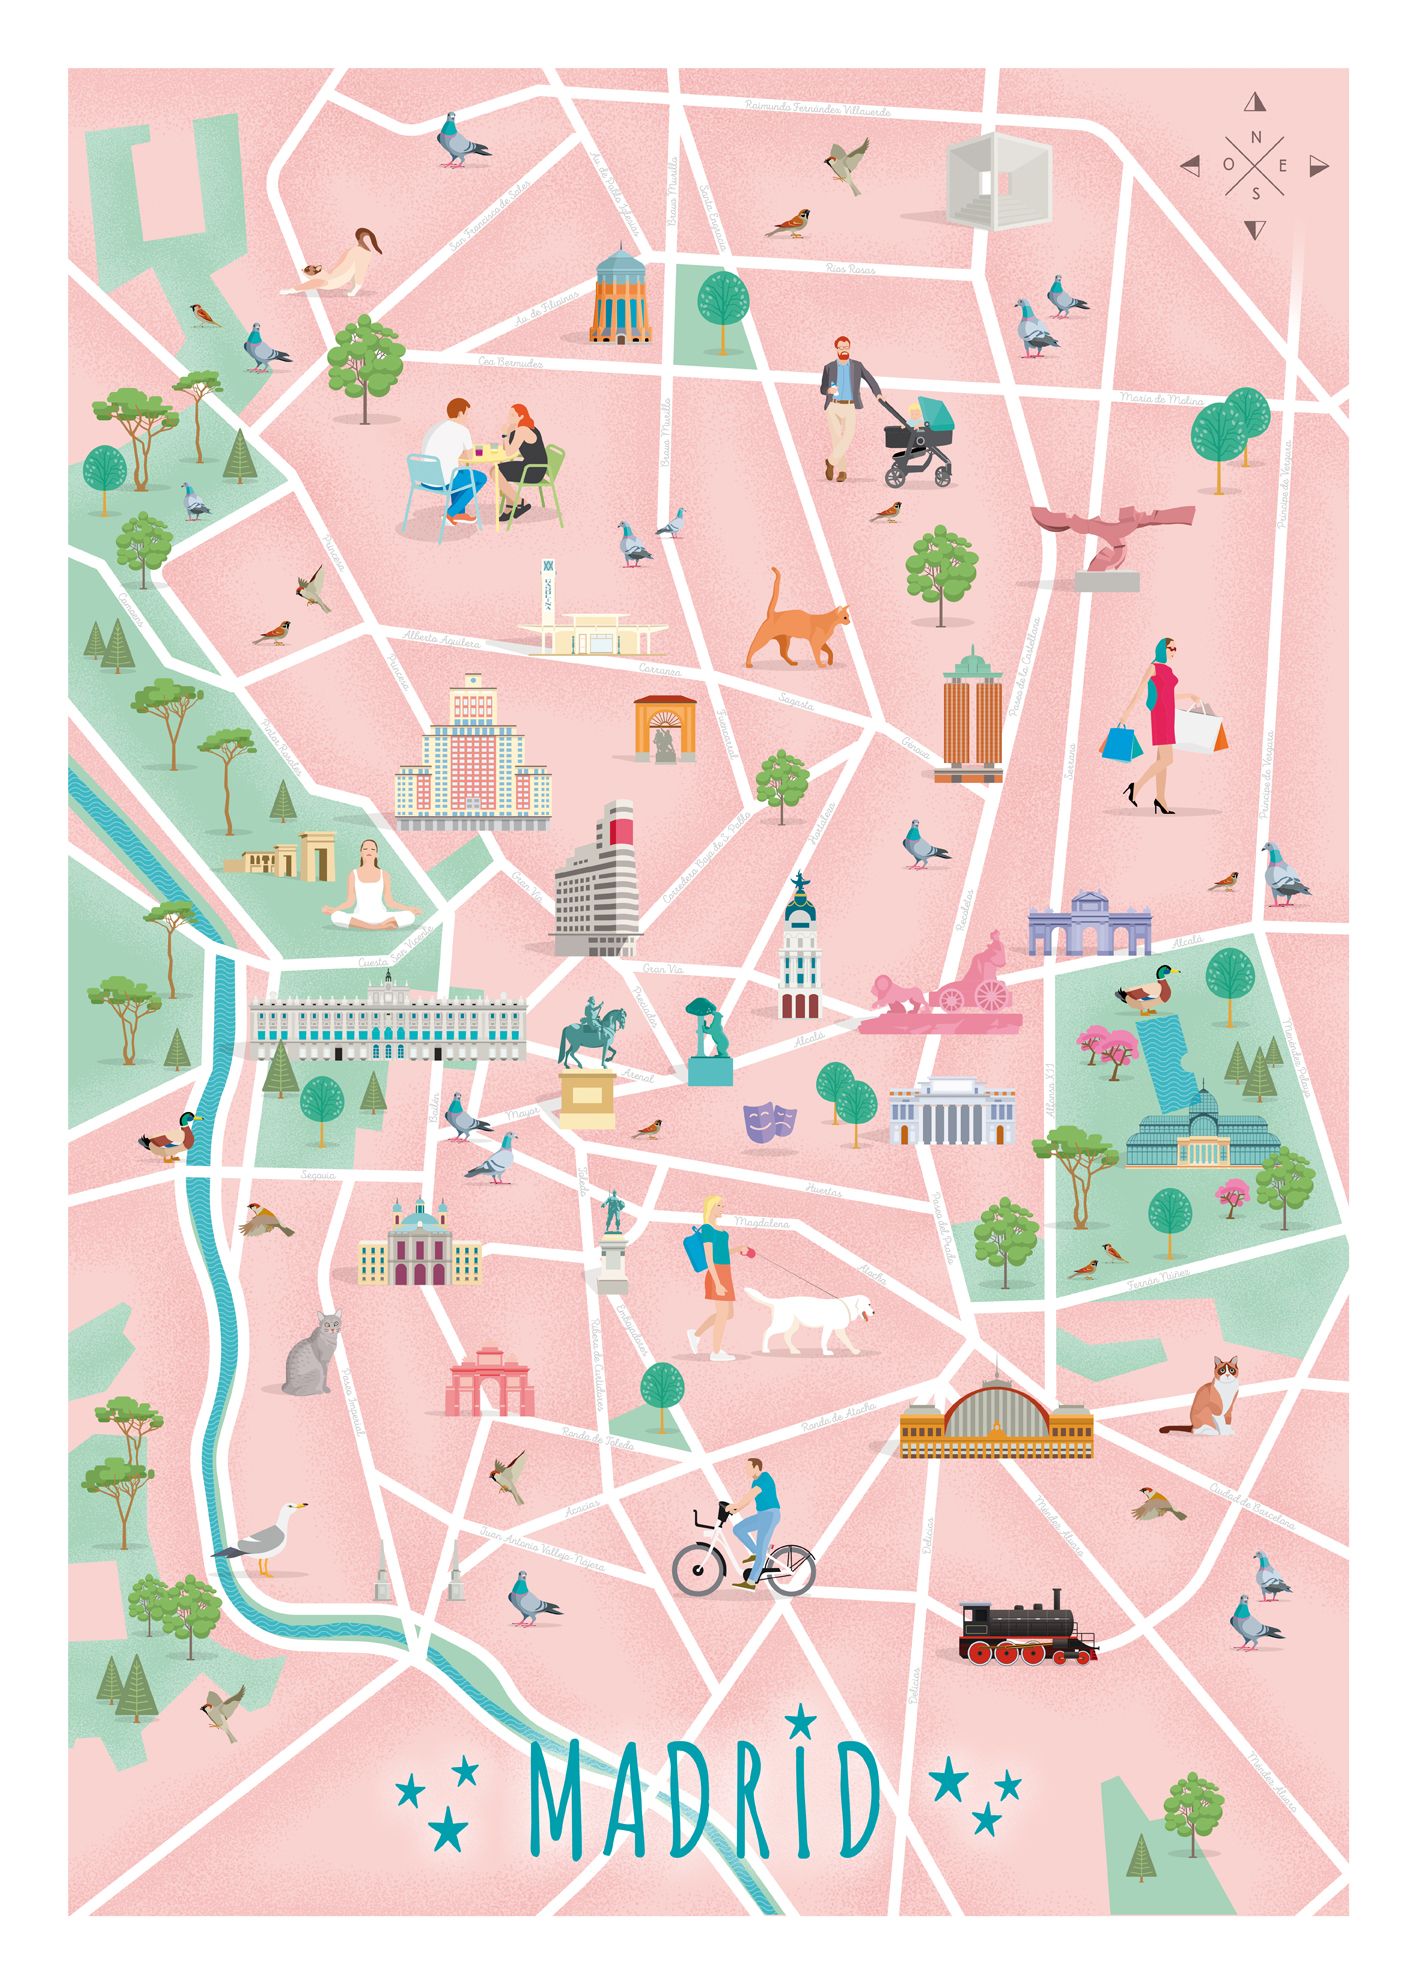 Raimundo Fernández Villaverde
N
O E
S
Av. de Pablo Iglesias
Bravo Murillo
Santa Engracia
San Francisco de Sales
Ríos Rosas
Av. de Filipinas
Cea Bermudez
María de Molina
Bravo Murillo
Príncipe de Vergara
Princesa
Paseo de la Castellana
Alberto Aguilera
Carranza
Princesa
Sagasta
Fuencarral
Génova
Pintor Rosales
Serrano
Príncipe de Vergara
Hortaleza
Corredera Baja de S. Pablo
Gran Vía
Recoletos
Cuesta San Vicente
Alcalá
Gran Vía
Preciados
Alcalá
Arenal
Menéndez Pelayo
Alfonso XII
Bailén
Mayor
Segovia
Toledo
Huertas
Magdalena
Paseo del Prado
Atocha
Fernán Núñez
Embajadores
Ribera de Curtidores
Paseo Imperial
Ronda de Atocha
Ronda de Toledo
Acacias
Juan Antonio Vallejo-Nájera
Delicias
Méndez Álvaro
Ciudad de Barcelona
Delicias
MADRID
Méndez Álvaro